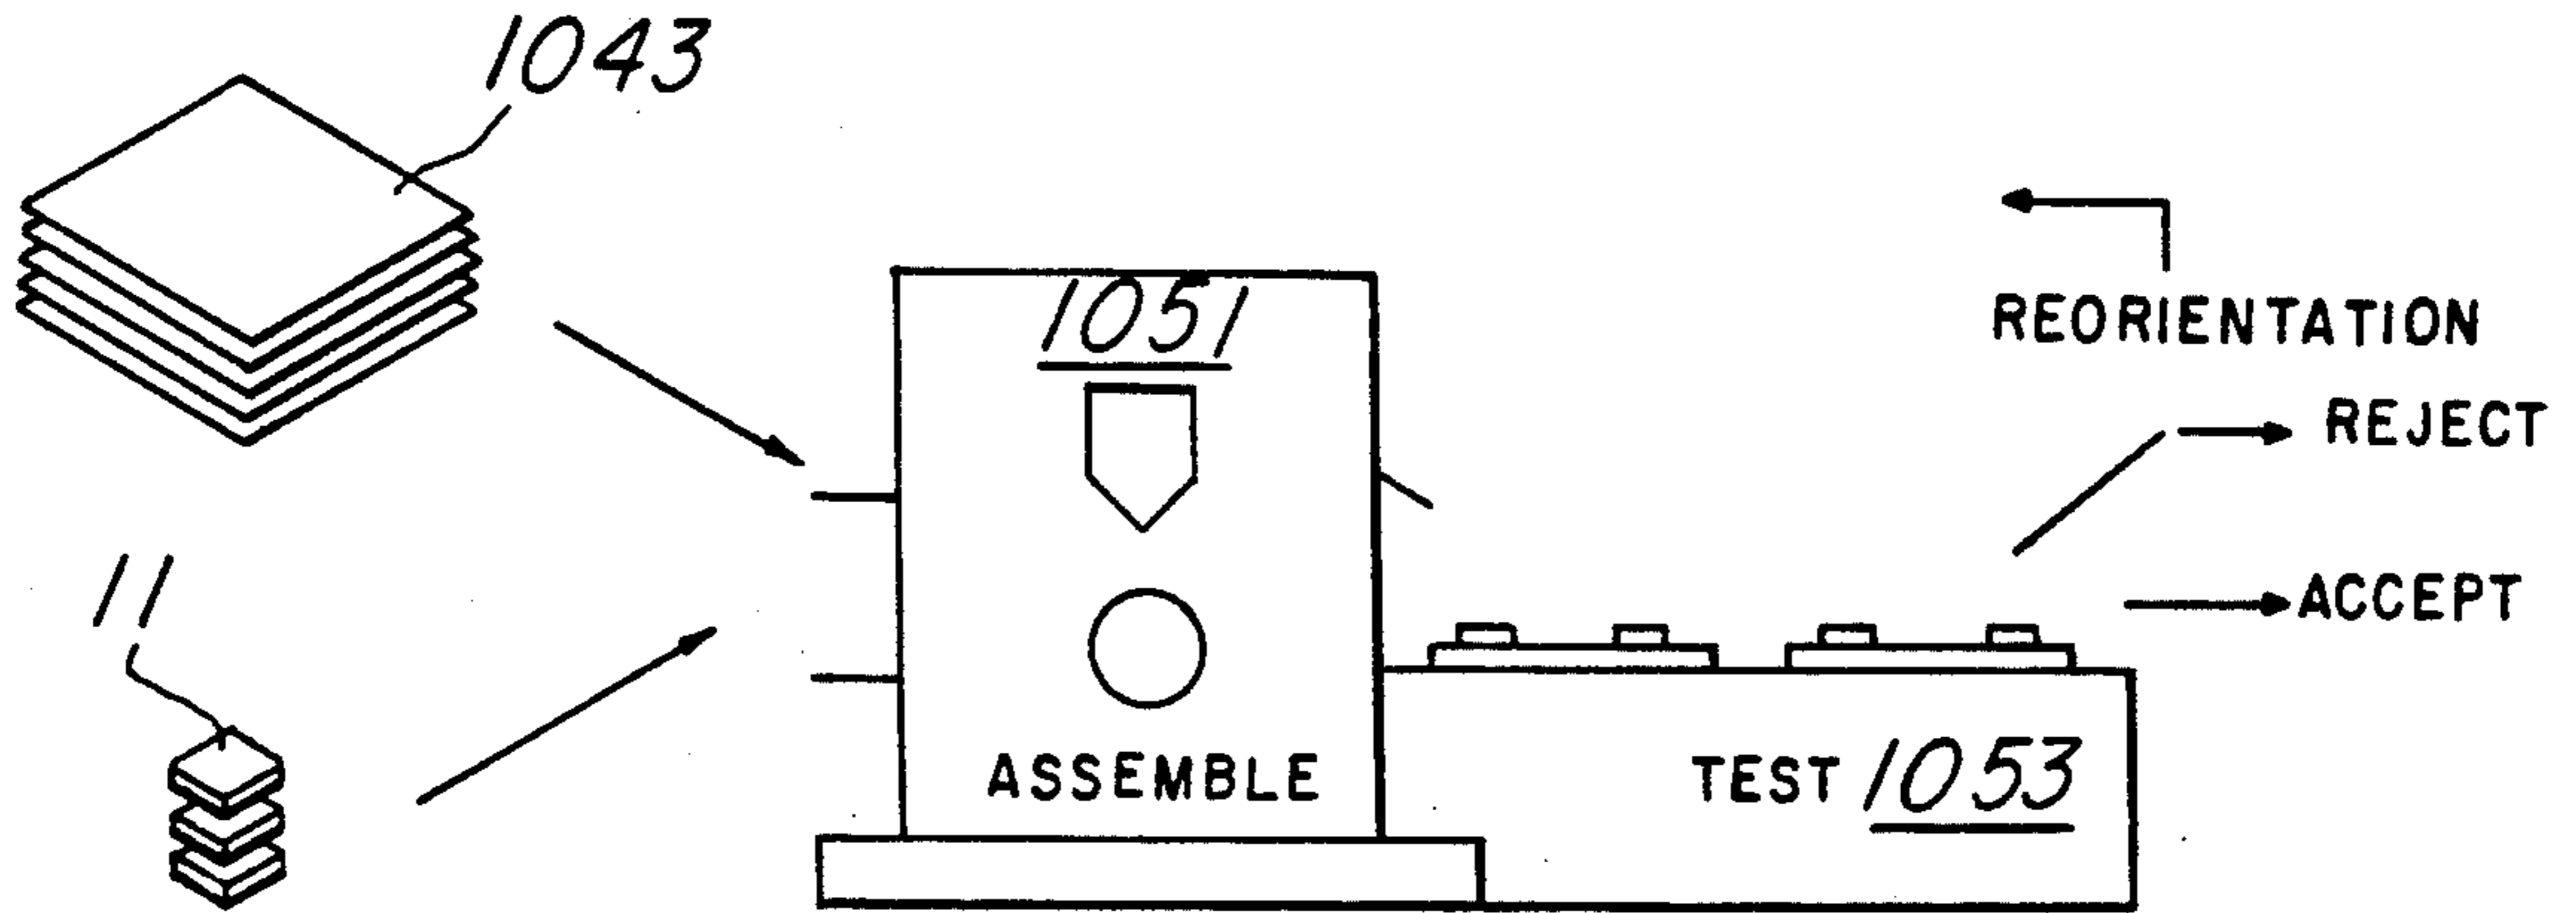 1043
1051
REORIENTATION
REJECT
11
ACCEPT
ASSEMBLE
TEST 1053